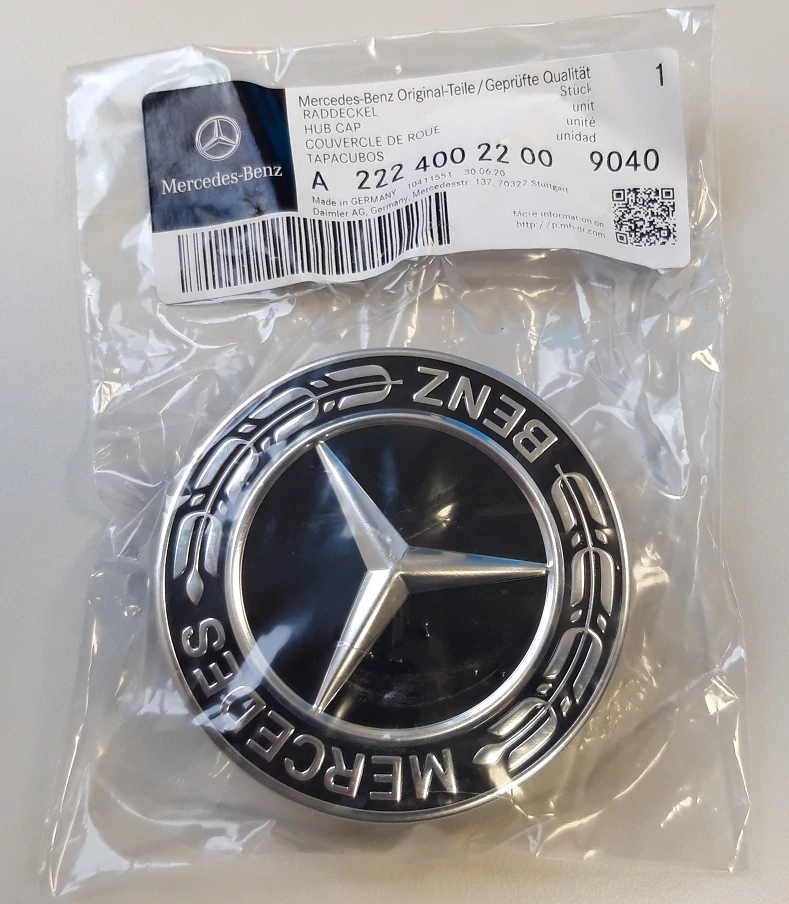 Mercedes-Benz Original-Teile/Geprüfte Qualität 1
RADDECKEL Stück
HUB CAP unit
COUVERCLE DE ROUE unité
TAPACUBOS unidad
A 222 400 22 00 9040
Made in GERMANY 10411551 30.06.20
Daimler AG, Germany, Mercedesstr. 137, 70327 Stuttgart
More information on
http://p.mb-qr.com
Mercedes-Benz
BENZ
MERCEDES